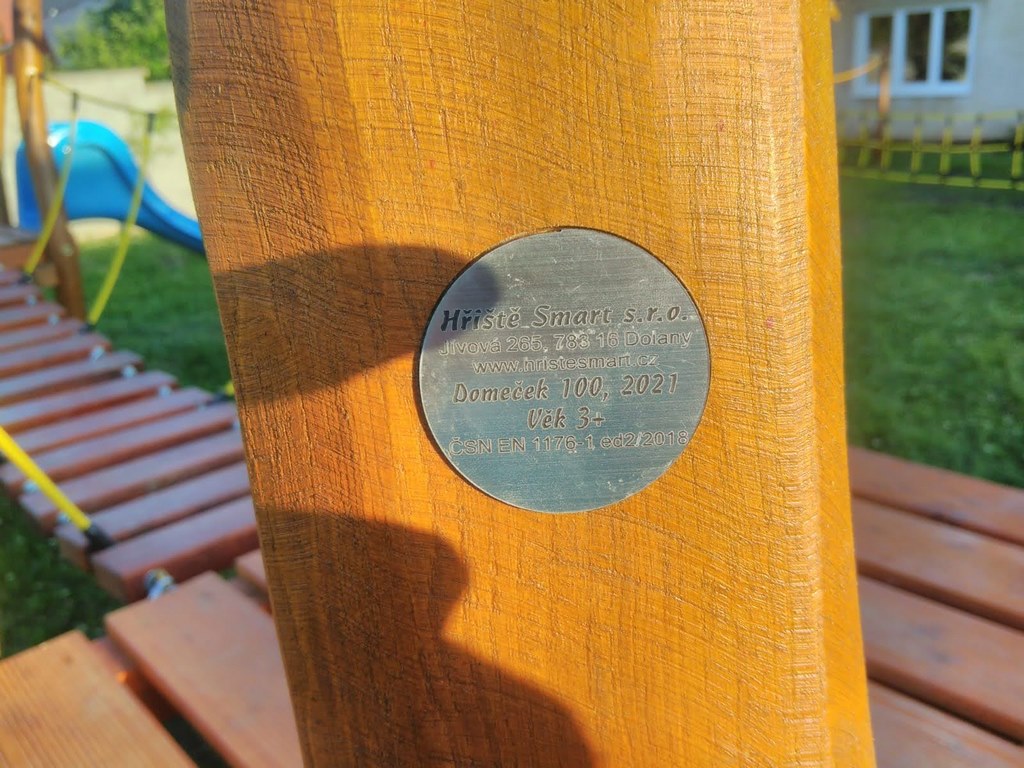 Hřiště Smart s.r.o.
Jívová 265, 783 16 Dolany
www.hristesmart.cz
Domeček 100, 2021
Věk 3+
ČSN EN 1176-1 ed2/2018